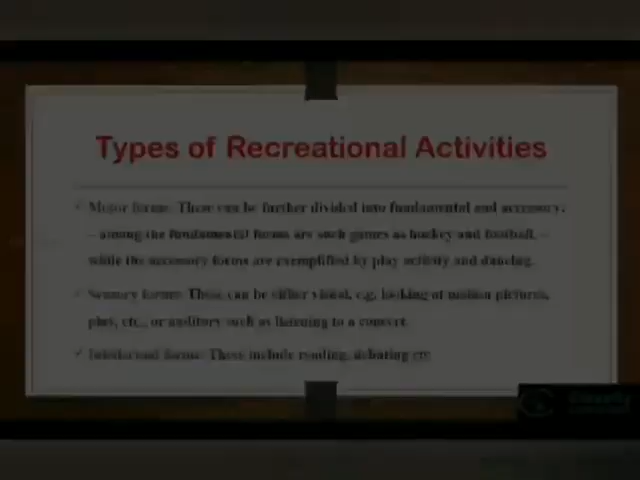 Types of Recreational Activities
Motor forms: These can be further divided into fundamental and accessory.
– among the fundamental forms are such games as hockey and football, –
while the accessory forms are exemplified by play activity and dancing.
Sensory forms: These can be either visual, e.g. looking at motion pictures,
play, etc., or auditory such as listening to a concert.
Intellectual forms: These include reading, debating etc